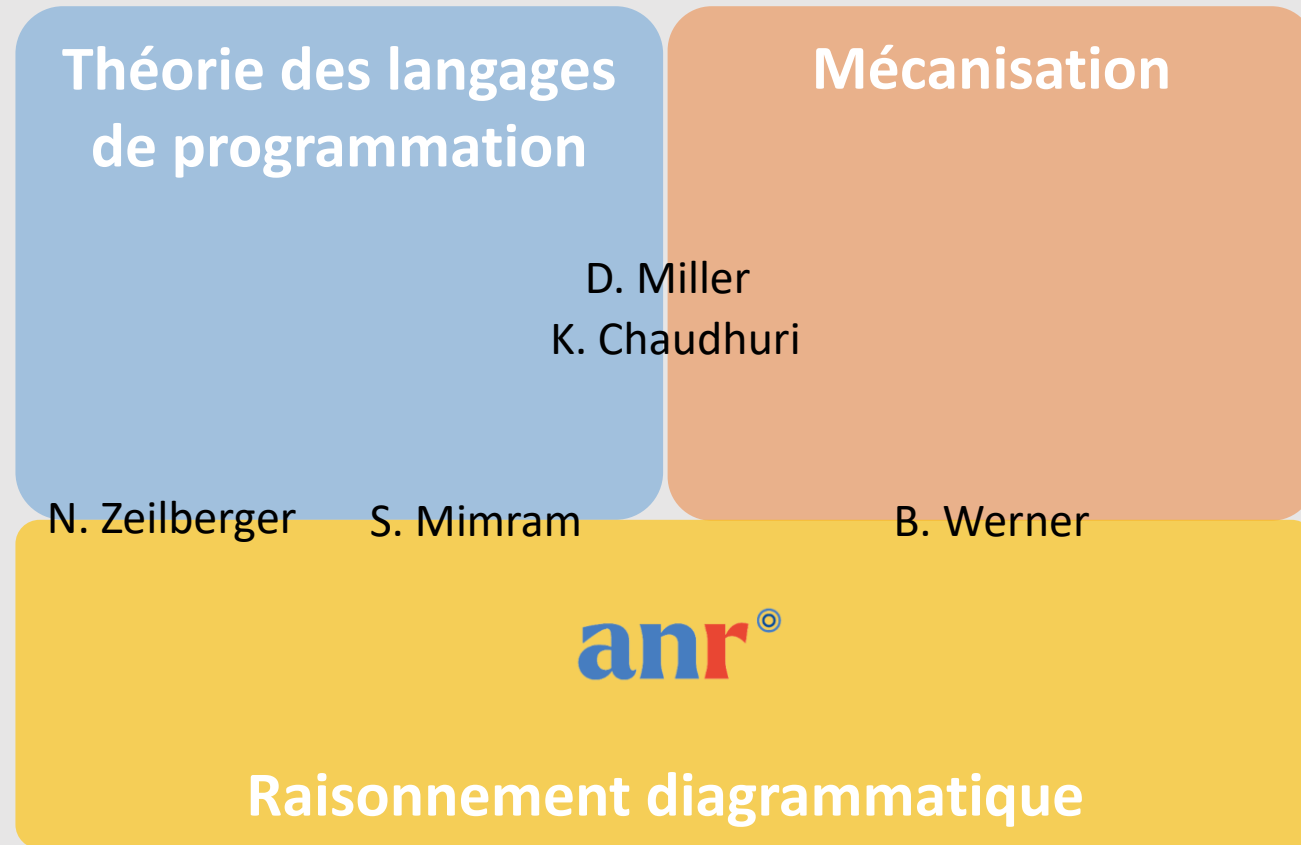 Théorie des langages
de programmation
Mécanisation
D. Miller
K. Chaudhuri
N. Zeilberger
S. Mimram
B. Werner
anr
Raisonnement diagrammatique